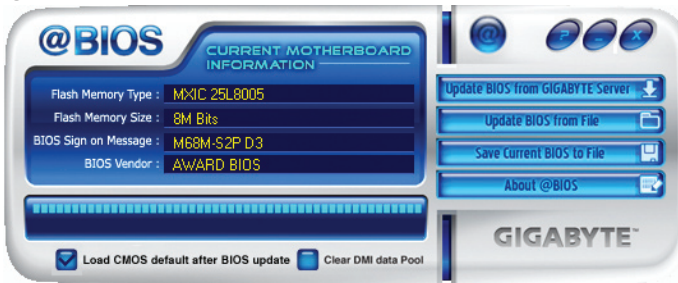 @BIOS
CURRENT MOTHERBOARD
INFORMATION
Flash Memory Type : MXIC 25L8005
Flash Memory Size : 8M Bits
BIOS Sign on Message : M68M-S2P D3
BIOS Vendor : AWARD BIOS
Load CMOS default after BIOS update Clear DMI data Pool
@ ? - X
Update BIOS from GIGABYTE Server
Update BIOS from File
Save Current BIOS to File
About @BIOS
GIGABYTE™